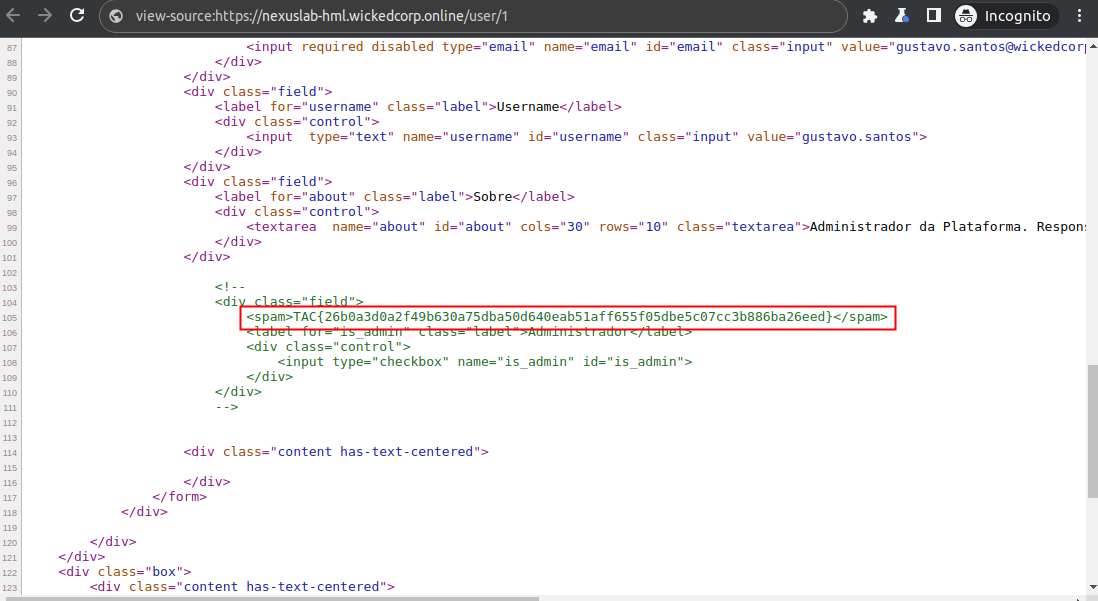 view-source:https://nexuslab-hml.wickedcorp.online/user/1
Incognito
87 <input required disabled type="email" name="email" id="email" class="input" value="gustavo.santos@wickedcorp
88 </div>
89 </div>
90 <div class="field">
91 <label for="username" class="label">Username</label>
92 <div class="control">
93 <input  type="text" name="username" id="username" class="input" value="gustavo.santos">
94 </div>
95 </div>
96 <div class="field">
97 <label for="about" class="label">Sobre</label>
98 <div class="control">
99 <textarea  name="about" id="about" cols="30" rows="10" class="textarea">Administrador da Plataforma. Respons
100 </div>
101 </div>
102
103 <!--
104 <div class="field">
105 <spam>TAC{26b0a3d0a2f49b630a75dba50d640eab51aff655f05dbe5c07cc3b886ba26eed}</spam>
106 <label for="is_admin" class="label">Administrador</label>
107 <div class="control">
108 <input type="checkbox" name="is_admin" id="is_admin">
109 </div>
110 </div>
111 -->
112
113
114 <div class="content has-text-centered">
115
116 </div>
117 </form>
118 </div>
119
120 </div>
121 </div>
122 <div class="box">
123 <div class="content has-text-centered">